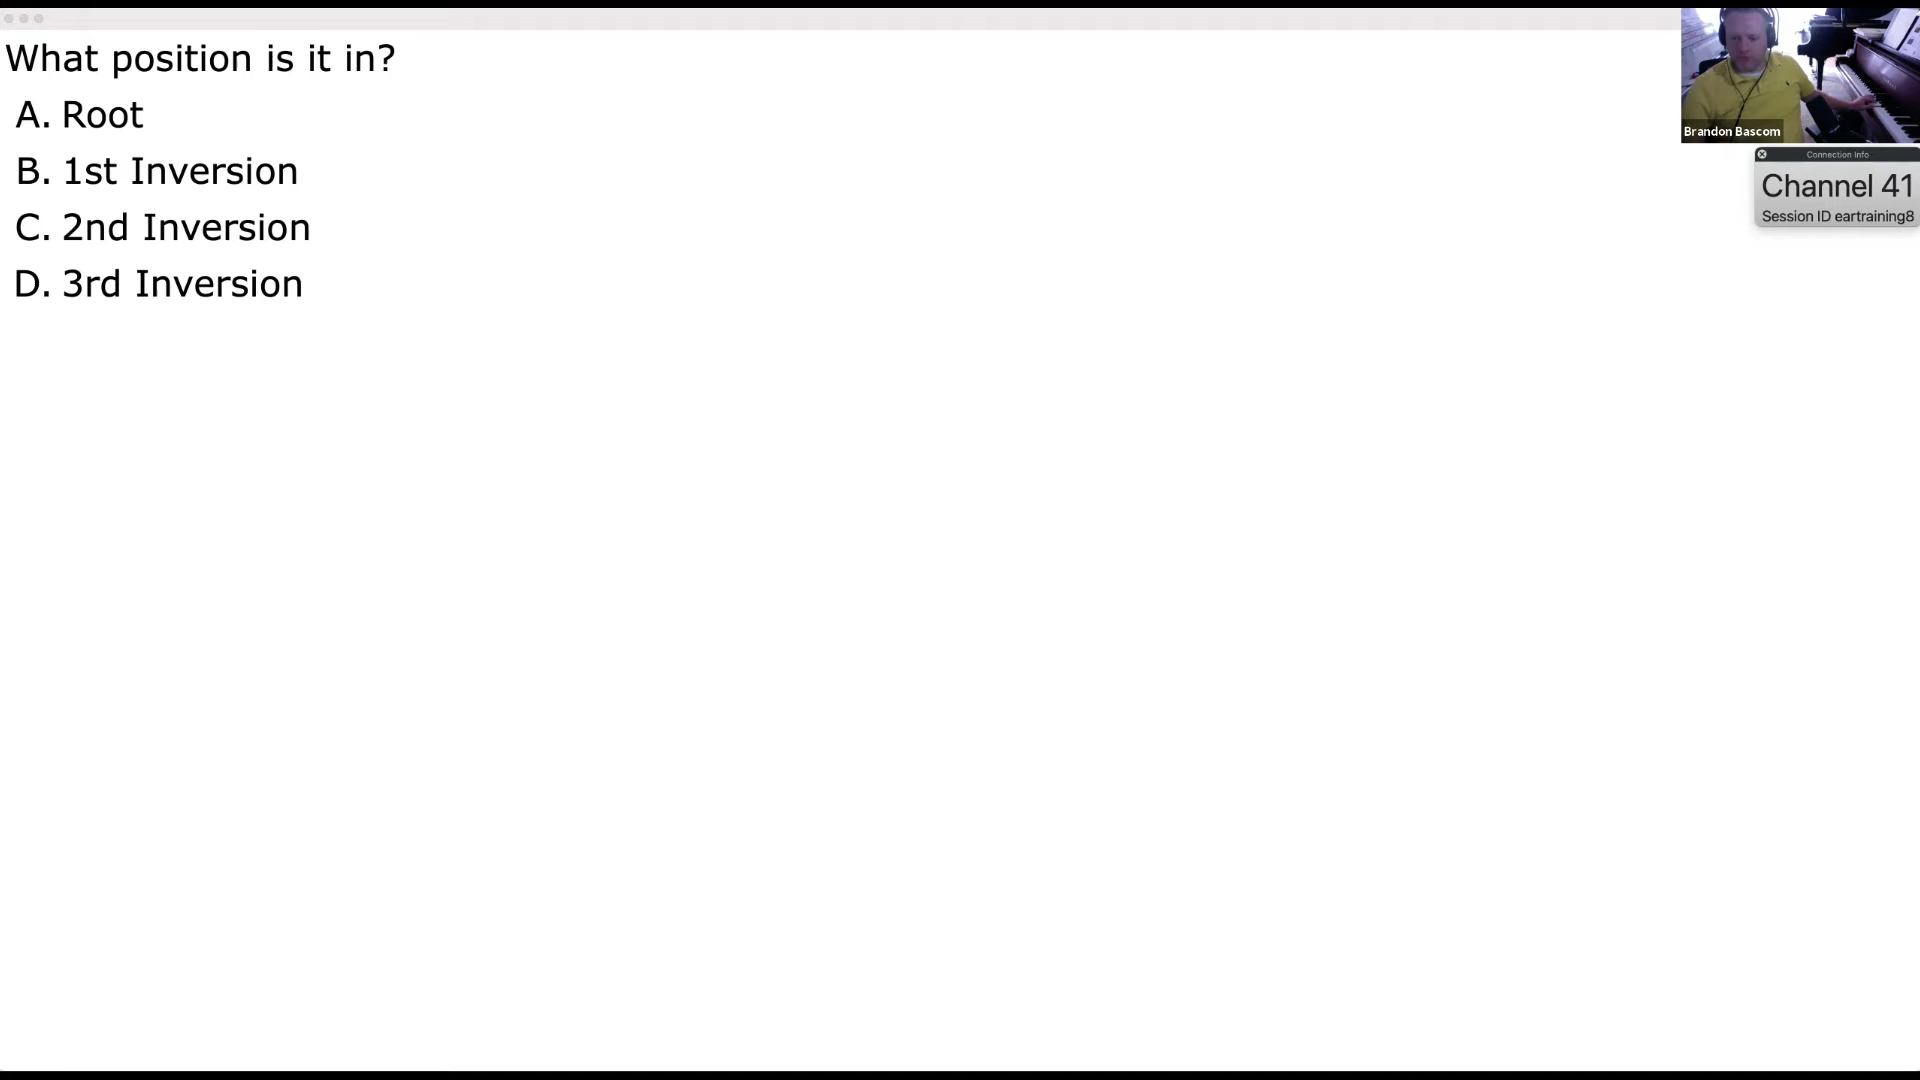 What position is it in?
A. Root
B. 1st Inversion
C. 2nd Inversion
D. 3rd Inversion
Brandon Bascom
Connection Info
Channel 41
Session ID eartraining8